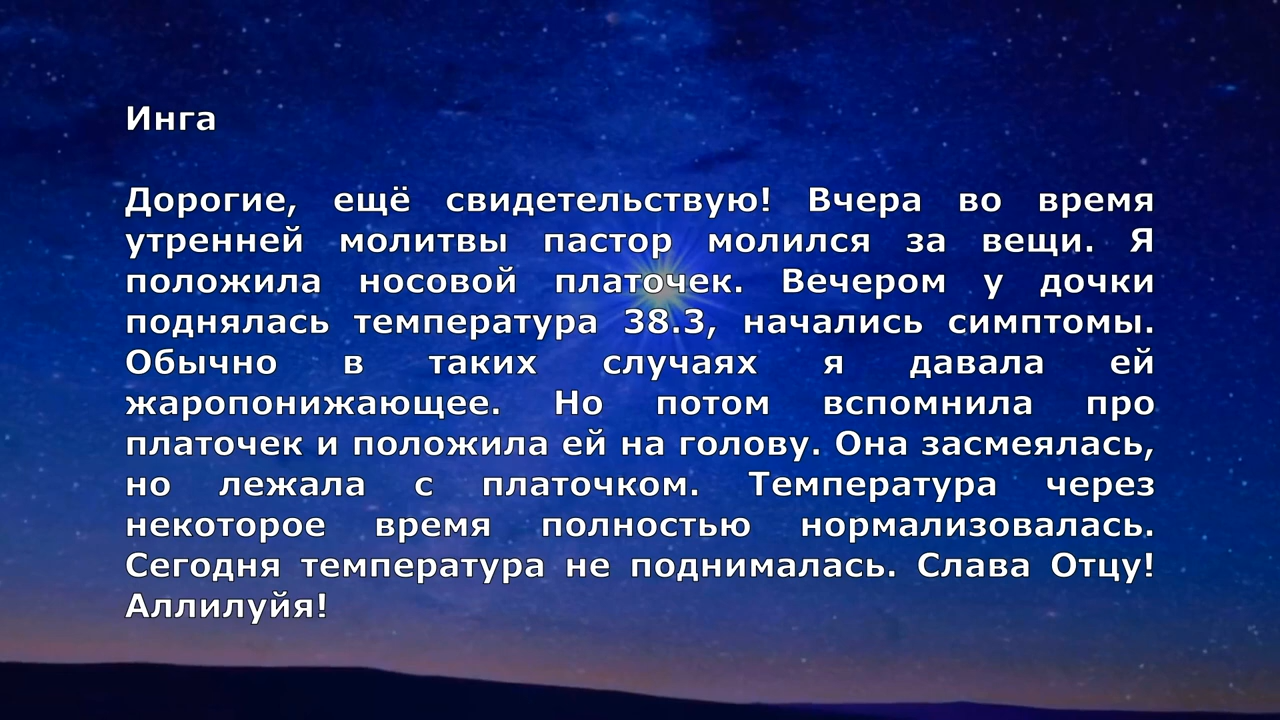 Инга
Дорогие, ещё свидетельствую! Вчера во время
утренней молитвы пастор молился за вещи. Я
положила носовой платочек. Вечером у дочки
поднялась температура 38.3, начались симптомы.
Обычно в таких случаях я давала ей
жаропонижающее. Но потом вспомнила про
платочек и положила ей на голову. Она засмеялась,
но лежала с платочком. Температура через
некоторое время полностью нормализовалась.
Сегодня температура не поднималась. Слава Отцу!
Аллилуйя!